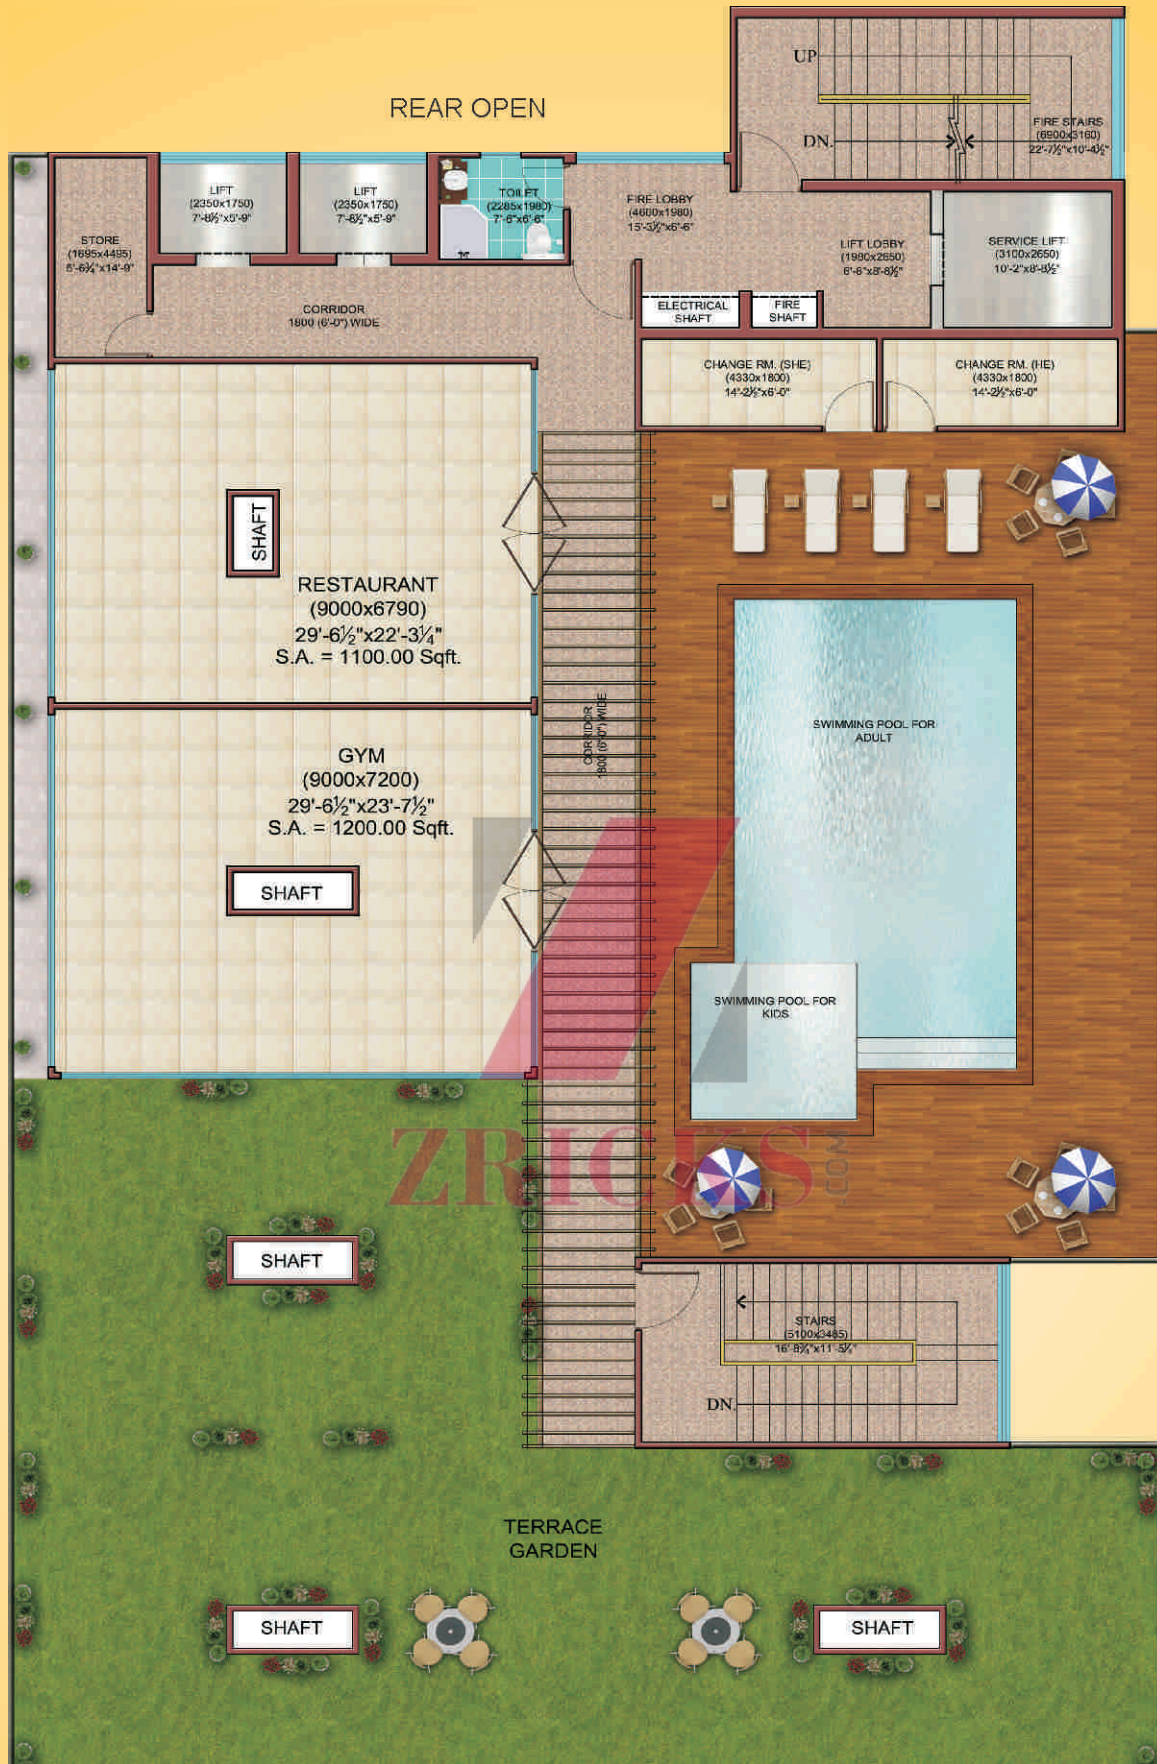 REAR OPEN
UP
DN.
FIRE STAIRS
(6900x3160)
22'-7½"x10'-4½"
STORE
(1695x4495)
5'-6¾"x14'-9"
LIFT
(2350x1750)
7'-8½"x5'-9"
LIFT
(2350x1750)
7'-8½"x5'-9"
TOILET
(2285x1980)
7'-6"x6'-6"
FIRE LOBBY
(4660x1980)
15'-3½"x6'-6"
LIFT LOBBY
(1980x2650)
6'-6"x8'-8½"
SERVICE LIFT
(3100x2650)
10'-2"x8'-8½"
CORRIDOR
1800 (6'-0") WIDE
ELECTRICAL
SHAFT
FIRE
SHAFT
CHANGE RM. (SHE)
(4330x1800)
14'-2½"x6'-0"
CHANGE RM. (HE)
(4330x1800)
14'-2½"x6'-0"
SHAFT
RESTAURANT
(9000x6790)
29'-6½"x22'-3¼"
S.A. = 1100.00 Sqft.
CORRIDOR
1800 (6'-0") WIDE
SWIMMING POOL FOR
ADULT
GYM
(9000x7200)
29'-6½"x23'-7½"
S.A. = 1200.00 Sqft.
SHAFT
SWIMMING POOL FOR
KIDS
ZRICKS
.COM
SHAFT
STAIRS
(5100x3485)
16'-8¾"x11'-5¼"
DN.
TERRACE
GARDEN
SHAFT
SHAFT